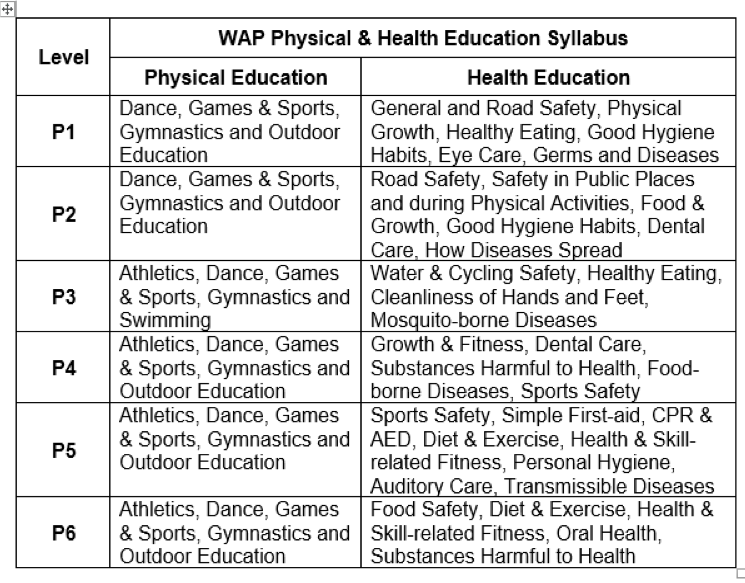 WAP Physical & Health Education Syllabus
Level
Physical Education
Health Education
P1
Dance, Games & Sports,
Gymnastics and Outdoor
Education
General and Road Safety, Physical
Growth, Healthy Eating, Good Hygiene
Habits, Eye Care, Germs and Diseases
P2
Dance, Games & Sports,
Gymnastics and Outdoor
Education
Road Safety, Safety in Public Places
and during Physical Activities, Food &
Growth, Good Hygiene Habits, Dental
Care, How Diseases Spread
P3
Athletics, Dance, Games
& Sports, Gymnastics and
Swimming
Water & Cycling Safety, Healthy Eating,
Cleanliness of Hands and Feet,
Mosquito-borne Diseases
P4
Athletics, Dance, Games
& Sports, Gymnastics and
Outdoor Education
Growth & Fitness, Dental Care,
Substances Harmful to Health, Food-
borne Diseases, Sports Safety
P5
Athletics, Dance, Games
& Sports, Gymnastics and
Outdoor Education
Sports Safety, Simple First-aid, CPR &
AED, Diet & Exercise, Health & Skill-
related Fitness, Personal Hygiene,
Auditory Care, Transmissible Diseases
P6
Athletics, Dance, Games
& Sports, Gymnastics and
Outdoor Education
Food Safety, Diet & Exercise, Health &
Skill-related Fitness, Oral Health,
Substances Harmful to Health